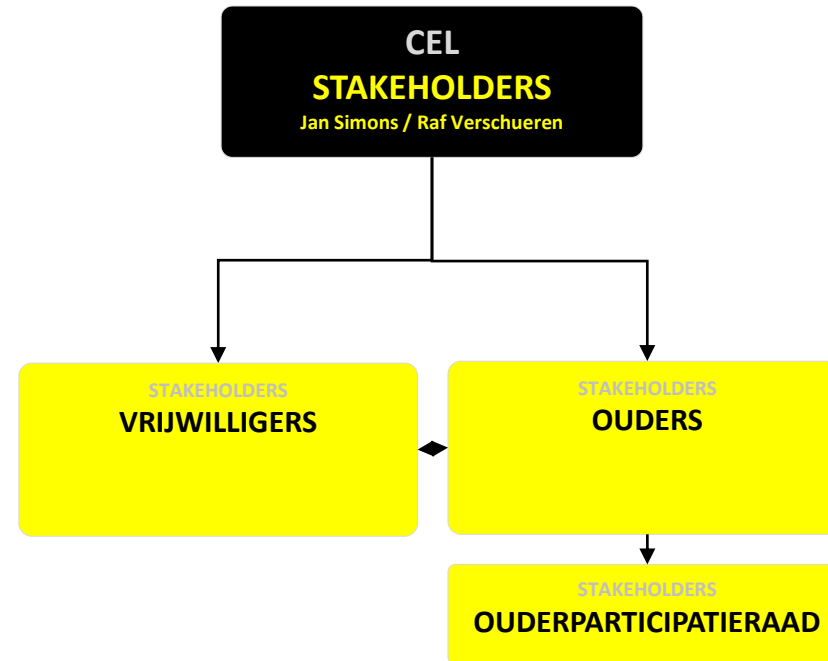 CEL
STAKEHOLDERS
Jan Simons / Raf Verschueren
STAKEHOLDERS
VRIJWILLIGERS
STAKEHOLDERS
OUDERS
STAKEHOLDERS
OUDERPARTICIPATIERAAD